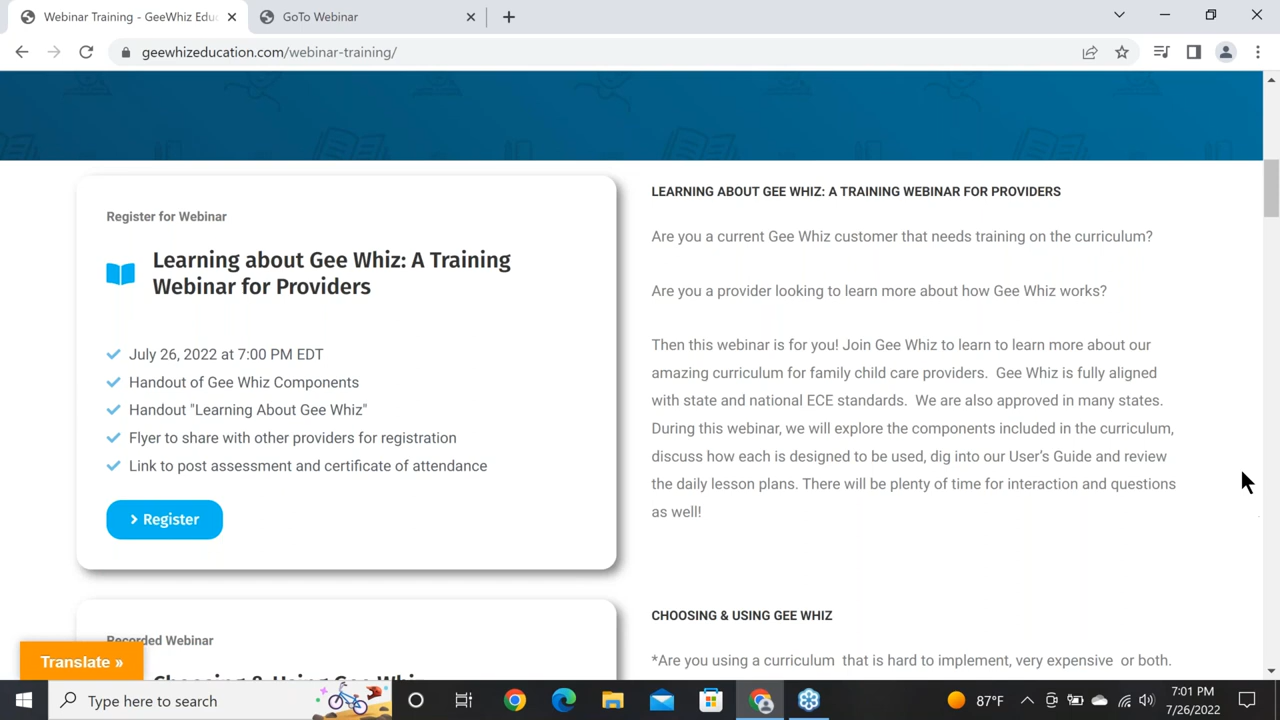 Webinar Training - GeeWhiz Edu
GoTo Webinar
geewhizeducation.com/webinar-training/
Register for Webinar
Learning about Gee Whiz: A Training
Webinar for Providers
July 26, 2022 at 7:00 PM EDT
Handout of Gee Whiz Components
Handout "Learning About Gee Whiz"
Flyer to share with other providers for registration
Link to post assessment and certificate of attendance
Register
LEARNING ABOUT GEE WHIZ: A TRAINING WEBINAR FOR PROVIDERS
Are you a current Gee Whiz customer that needs training on the curriculum?
Are you a provider looking to learn more about how Gee Whiz works?
Then this webinar is for you! Join Gee Whiz to learn to learn more about our
amazing curriculum for family child care providers. Gee Whiz is fully aligned
with state and national ECE standards. We are also approved in many states.
During this webinar, we will explore the components included in the curriculum,
discuss how each is designed to be used, dig into our User's Guide and review
the daily lesson plans. There will be plenty of time for interaction and questions
as well!
Recorded Webinar
Choosing & Using Gee Whiz
CHOOSING & USING GEE WHIZ
*Are you using a curriculum that is hard to implement, very expensive or both.
Translate »
Type here to search
87°F
7:01 PM
7/26/2022